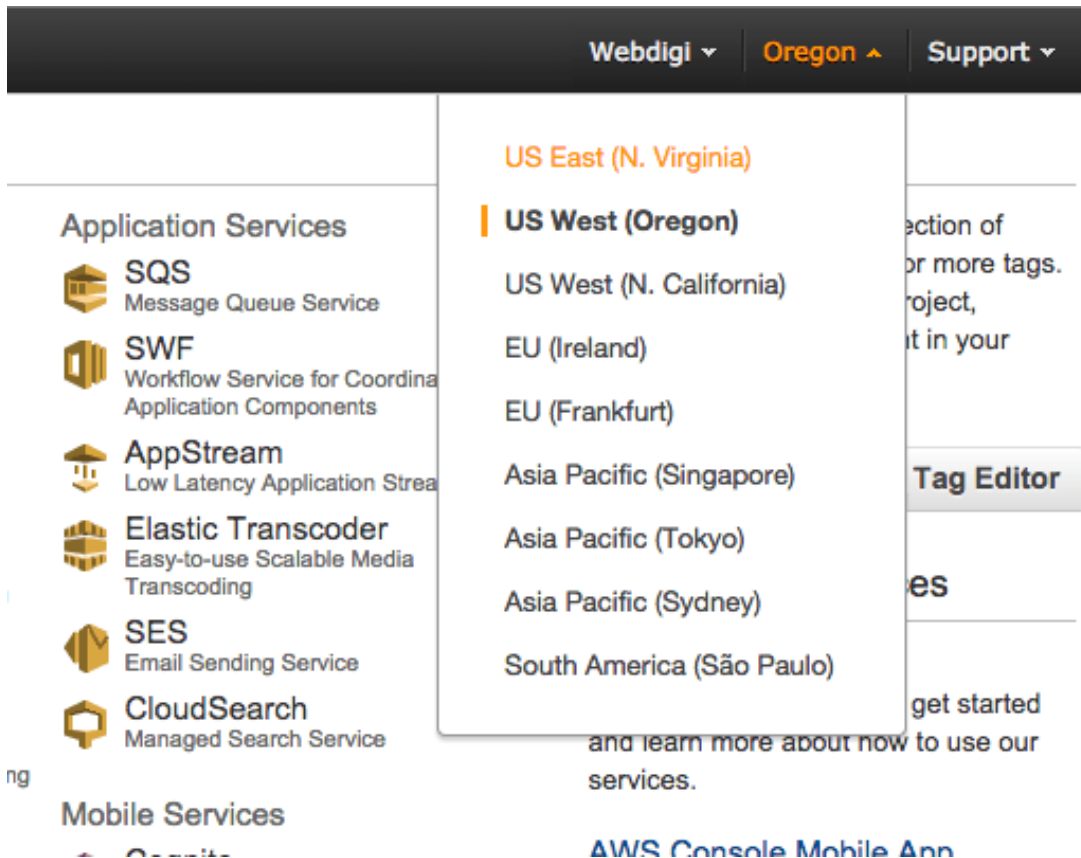 Webdigi Oregon Support
US East (N. Virginia)
US West (Oregon)
US West (N. California)
EU (Ireland)
EU (Frankfurt)
Asia Pacific (Singapore)
Asia Pacific (Tokyo)
Asia Pacific (Sydney)
South America (São Paulo)
Application Services
SQS
Message Queue Service
SWF
Workflow Service for Coordina
Application Components
AppStream
Low Latency Application Strea
Elastic Transcoder
Easy-to-use Scalable Media
Transcoding
SES
Email Sending Service
CloudSearch
Managed Search Service
ng
Mobile Services
Cognito
ection of
or more tags.
roject,
t in your
Tag Editor
es
get started
and learn more about how to use our
services.
AWS Console Mobile App